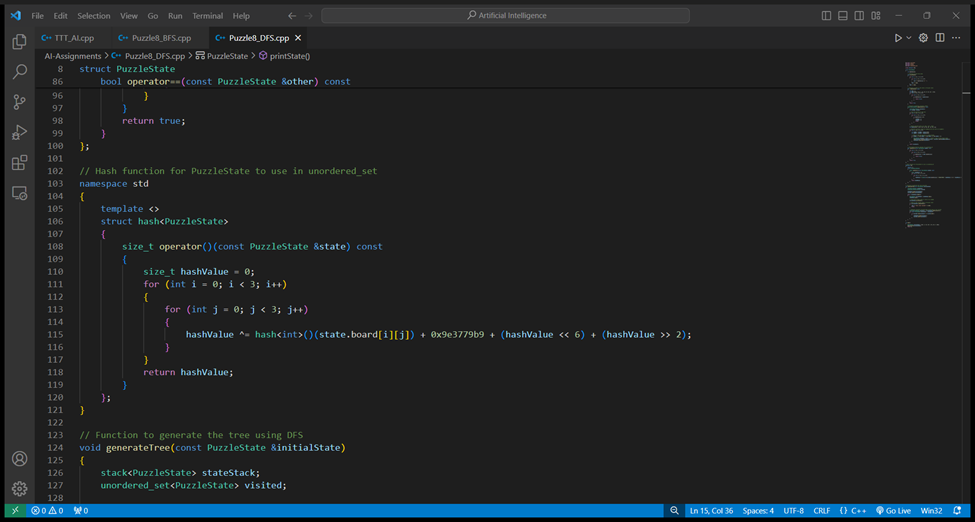 File Edit Selection View Go Run Terminal Help
Artificial Intelligence
TTT_AI.cpp Puzzle8_BFS.cpp Puzzle8_DFS.cpp
AI-Assignments > Puzzle8_DFS.cpp > PuzzleState > printState()
8 struct PuzzleState
86 bool operator==(const PuzzleState &other) const
96 }
97 }
98 return true;
99 }
100 };
101
102 // Hash function for PuzzleState to use in unordered_set
103 namespace std
104 {
105 template <>
106 struct hash<PuzzleState>
107 {
108 size_t operator()(const PuzzleState &state) const
109 {
110 size_t hashValue = 0;
111 for (int i = 0; i < 3; i++)
112 {
113 for (int j = 0; j < 3; j++)
114 {
115 hashValue ^= hash<int>()(state.board[i][j]) + 0x9e3779b9 + (hashValue << 6) + (hashValue >> 2);
116 }
117 }
118 return hashValue;
119 }
120 };
121 }
122
123 // Function to generate the tree using DFS
124 void generateTree(const PuzzleState &initialState)
125 {
126 stack<PuzzleState> stateStack;
127 unordered_set<PuzzleState> visited;
128
0 0 0 Ln 15, Col 36 Spaces: 4 UTF-8 CRLF {} C++ Go Live Win32